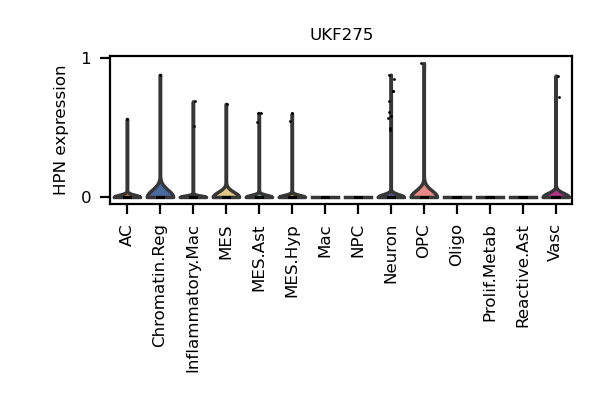 UKF275
HPN expression
1
0
AC
Chromatin.Reg
Inflammatory.Mac
MES
MES.Ast
MES.Hyp
Mac
NPC
Neuron
OPC
Oligo
Prolif.Metab
Reactive.Ast
Vasc